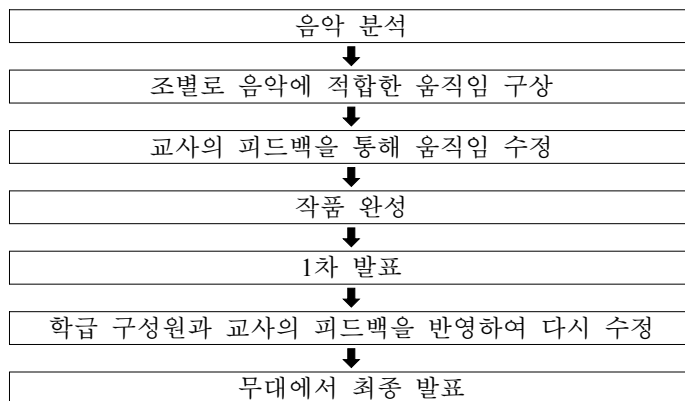 음악 분석
조별로 음악에 적합한 움직임 구상
교사의 피드백을 통해 움직임 수정
작품 완성
1차 발표
학급 구성원과 교사의 피드백을 반영하여 다시 수정
무대에서 최종 발표